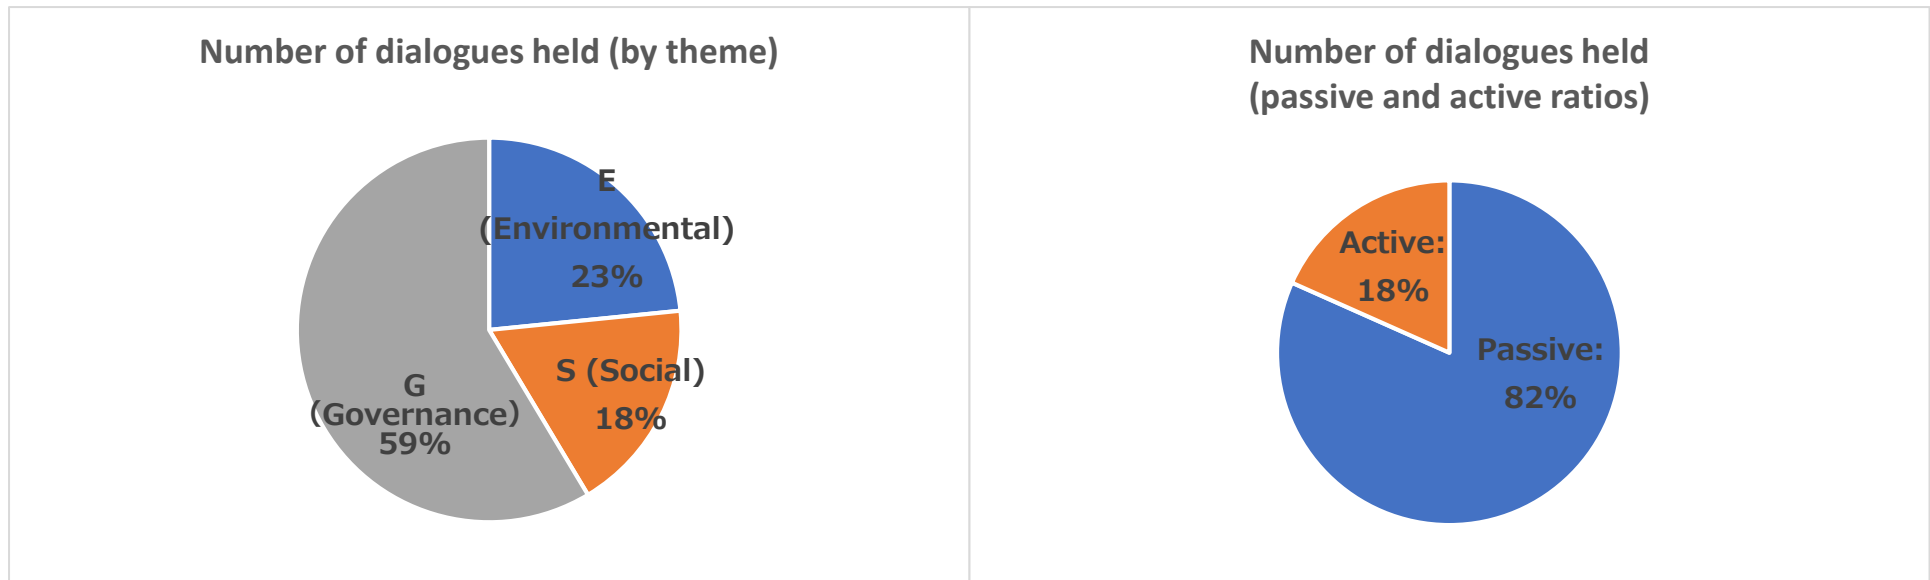 Number of dialogues held (by theme)
E
(Environmental)
23%
S (Social)
18%
G
(Governance)
59%
Number of dialogues held
(passive and active ratios)
Active:
18%
Passive:
82%